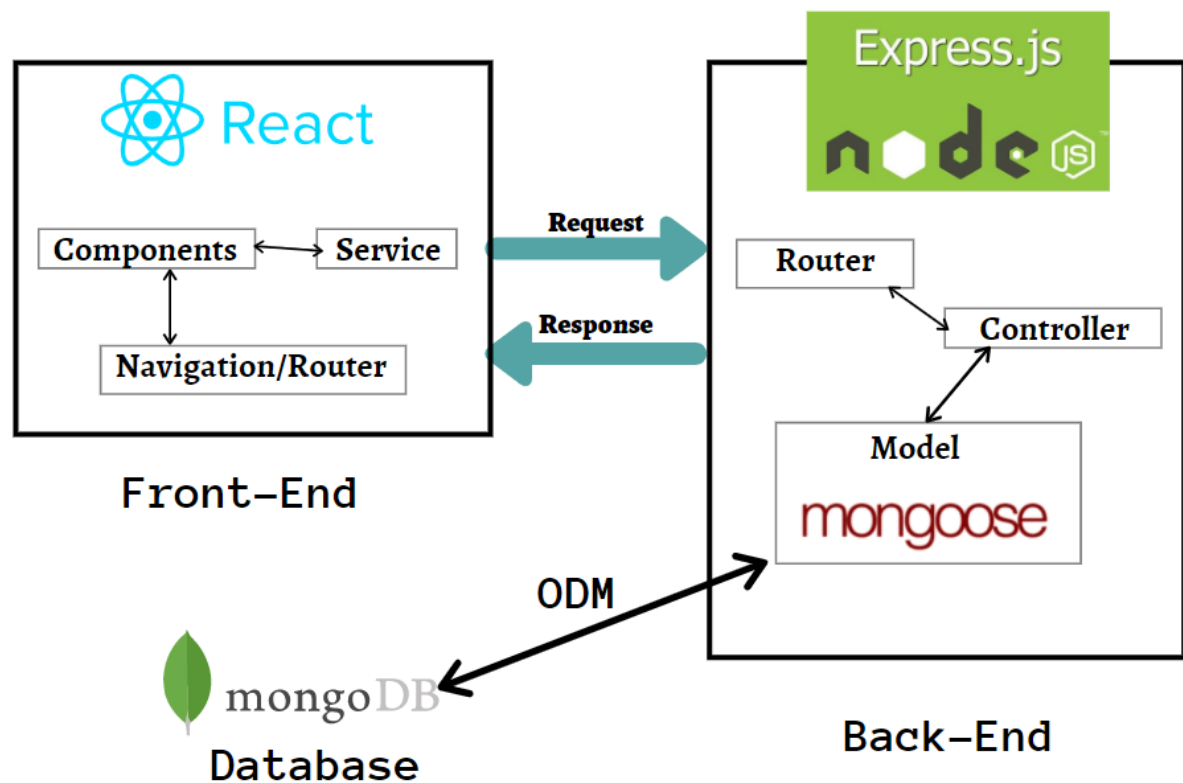 React
Components
Service
Navigation/Router
Front-End
Request
Response
Express.js
node
JS
™
Router
Controller
Model
mongoose
Back-End
ODM
mongoDB
Database